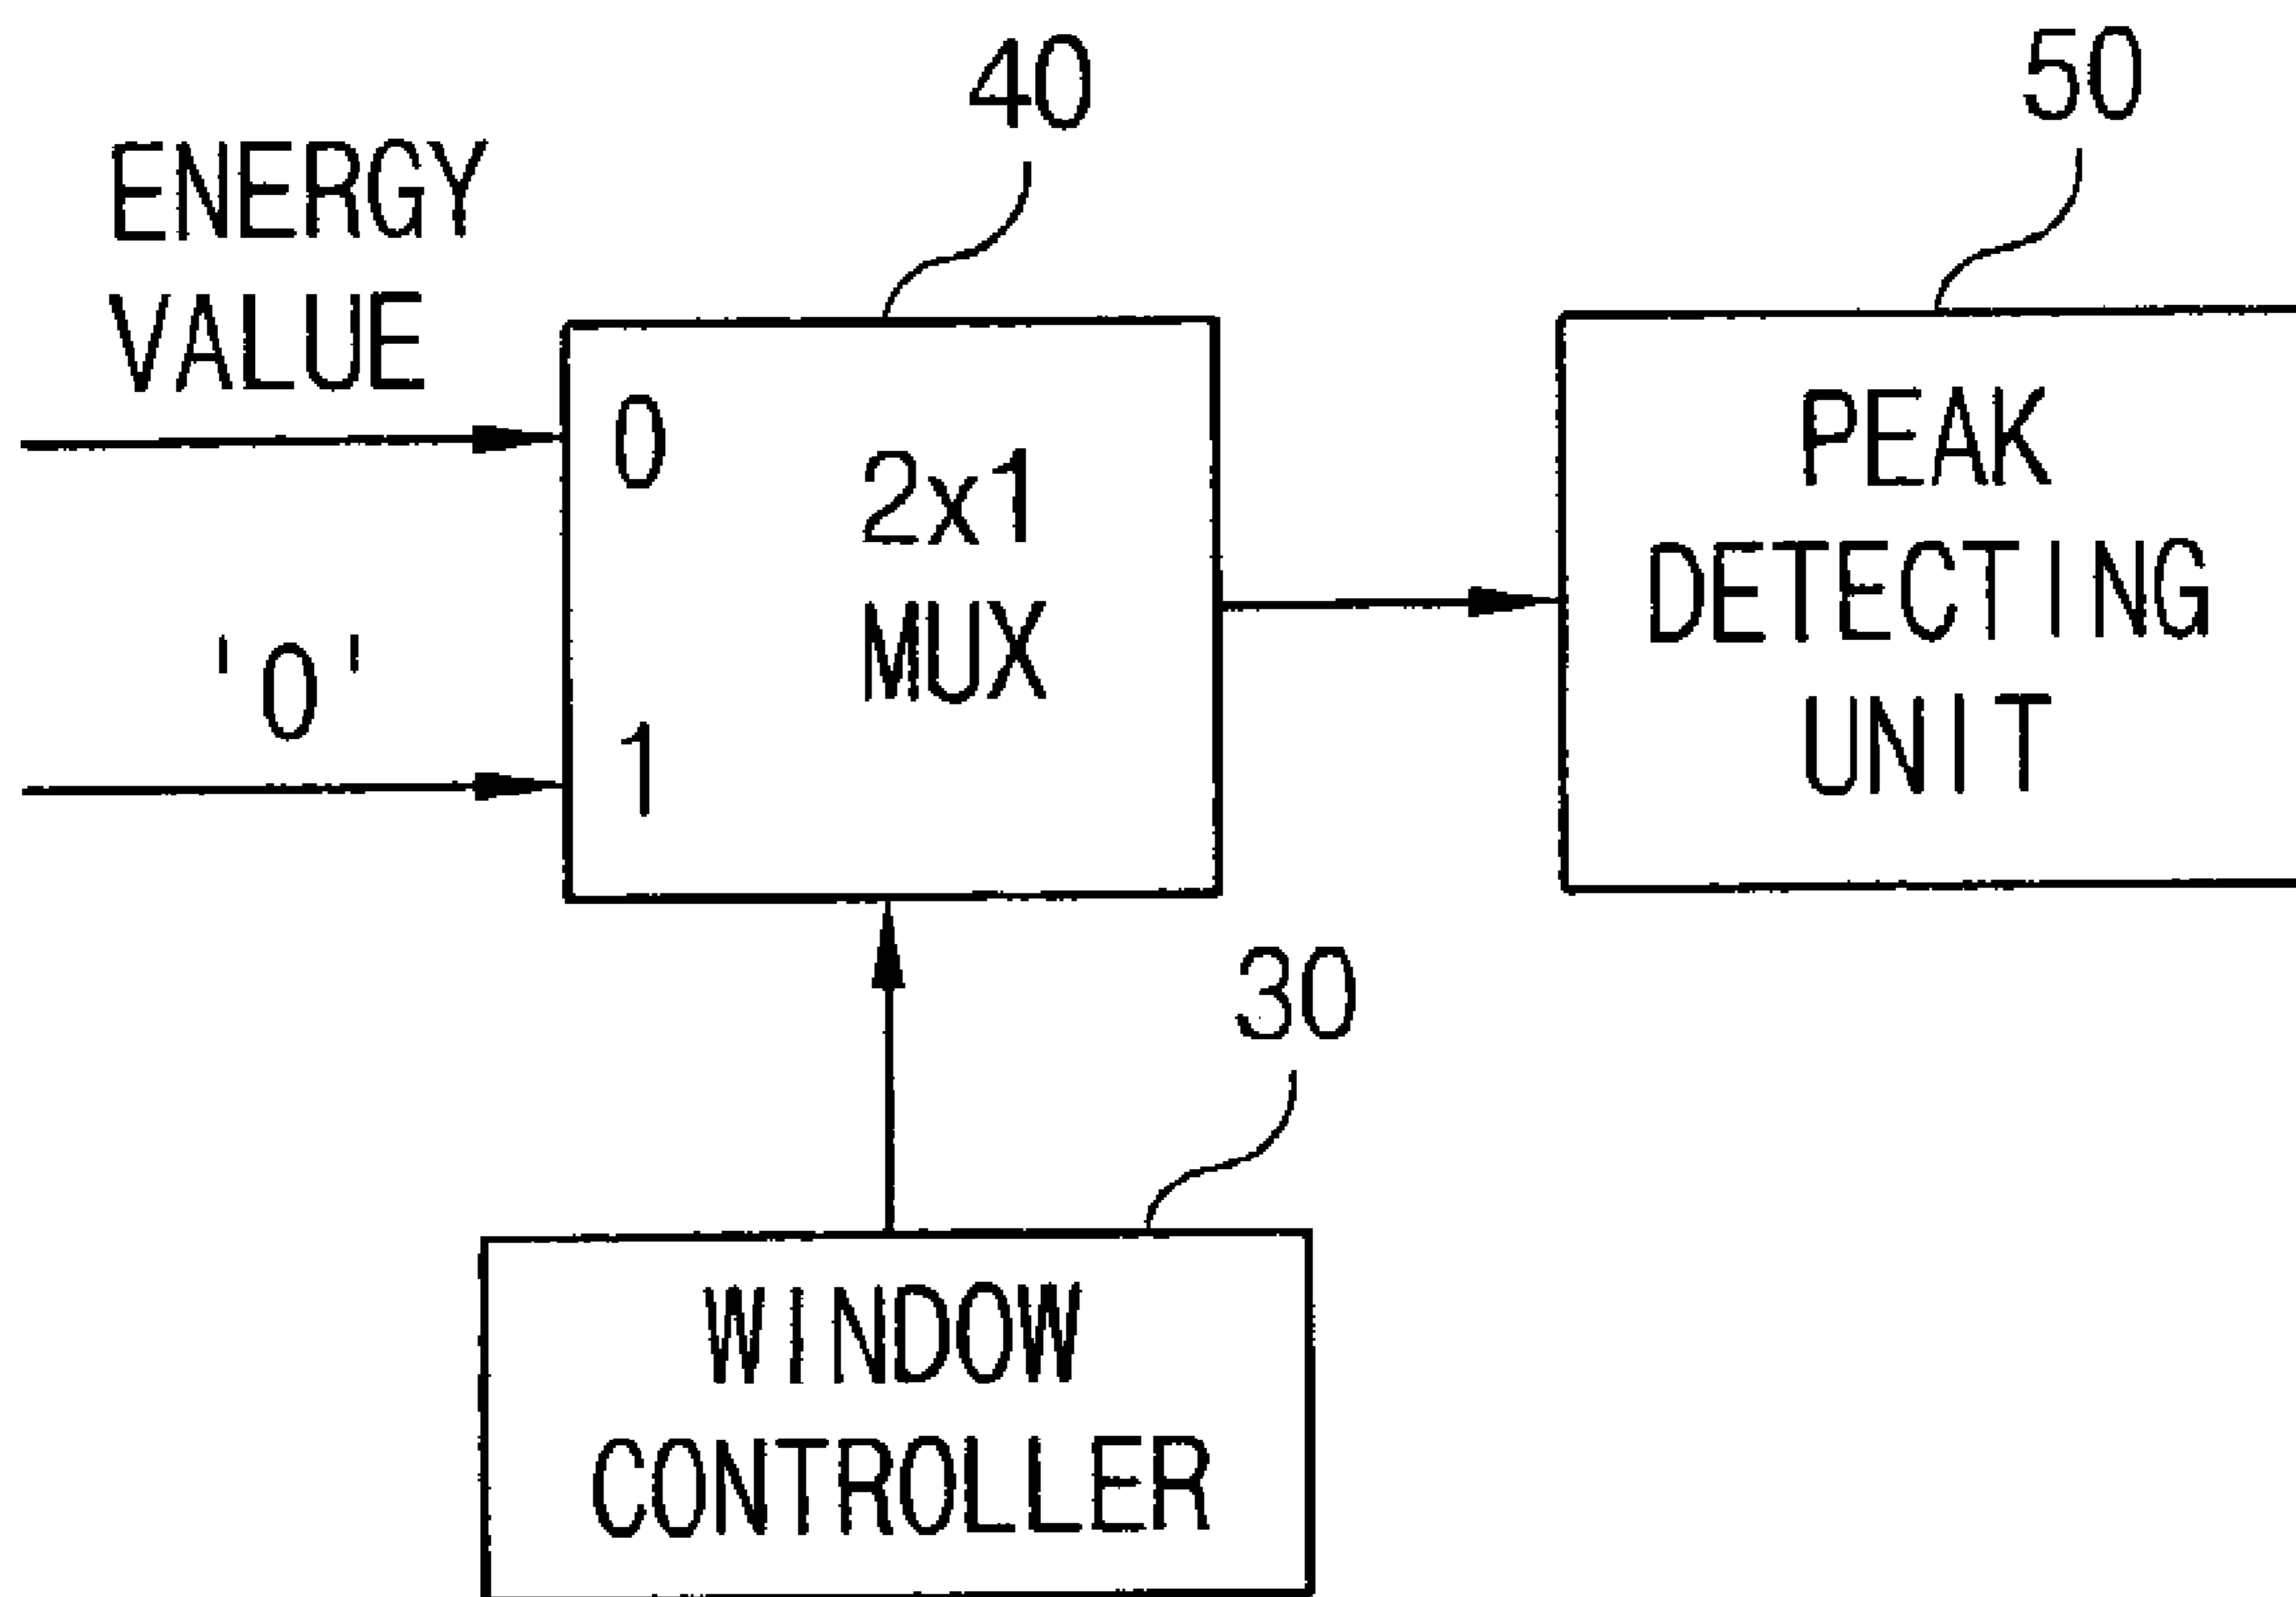 40
50
ENERGY
VALUE
0
2x1
MUX
'0'
1
PEAK
DETECTING
UNIT
30
WINDOW
CONTROLLER